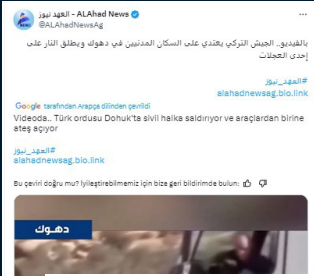 ALAhad News - العهد نيوز
@ALAhadNewsAg
بالفيديو.. الجيش التركي يعتدي على السكان المدنيين في دهوك ويطلق النار على
إحدى العجلات
#العهد_نيوز
alahadnewsag.bio.link
Google tarafından Arapça dilinden çevrildi
Videoda.. Türk ordusu Dohuk'ta sivil halka saldırıyor ve araçlardan birine
ateş açıyor
#العهد_نيوز
alahadnewsag.bio.link
Bu çeviri doğru mu? İyileştirebilmemiz için bize geri bildirimde bulun:
دهــوك